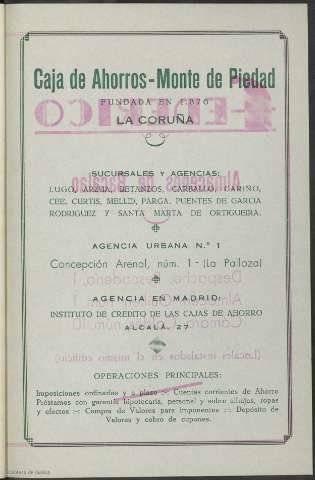 Caja de Ahorros-Monte de Piedad
FUNDADA EN 1.876
LA CORUÑA
SUCURSALES Y AGENCIAS:
LUGO, ARZUA, BETANZOS, CARBALLO, CARIÑO,
CEE, CURTIS, MELLID, PARGA, PUENTES DE GARCIA
RODRIGUEZ Y SANTA MARTA DE ORTIGUEIRA.
AGENCIA URBANA N.º 1
Concepción Arenal, núm. 1 - (La Palloza)
AGENCIA EN MADRID:
INSTITUTO DE CREDITO DE LAS CAJAS DE AHORRO
ALCALÁ, 27
OPERACIONES PRINCIPALES:
Imposiciones ordinarias y a plazo :-: Cuentas corrientes de Ahorro
Préstamos con garantía hipotecaria, personal y sobre alhajas, ropas
y efectos :-: Compra de Valores para imponentes :-: Depósito de
Valores y cobro de cupones.